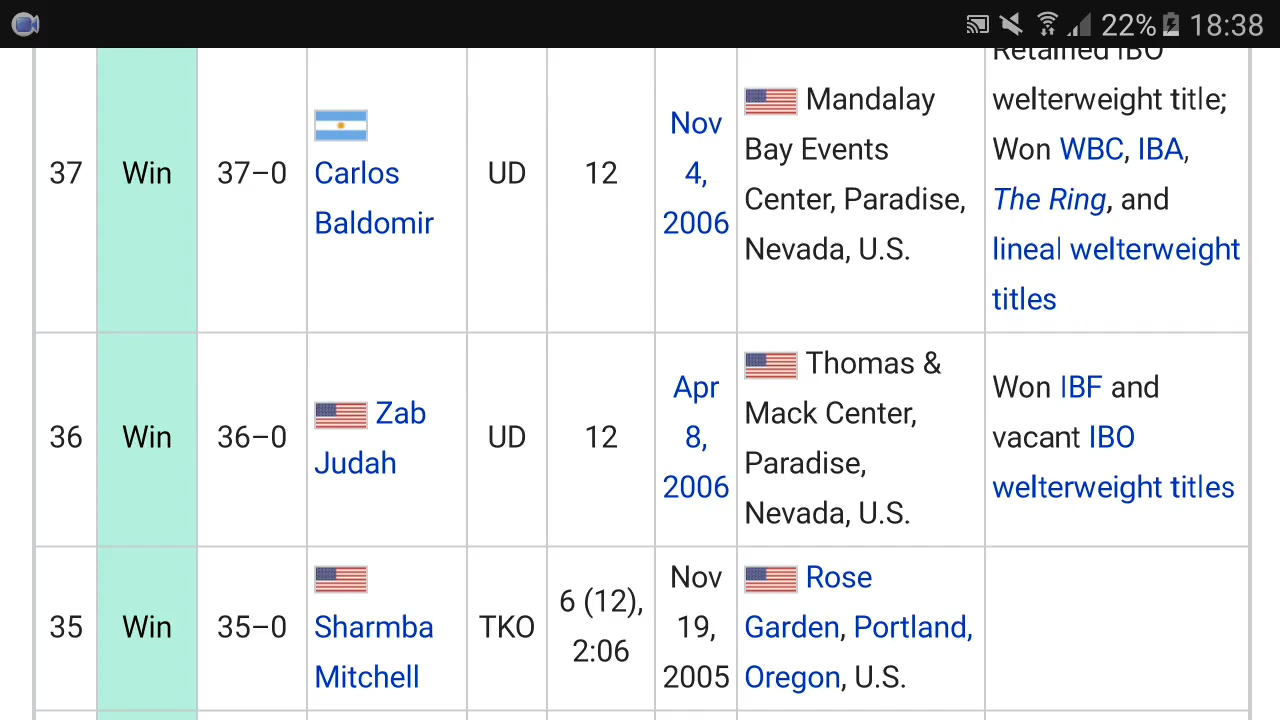 22% 18:38
Retained IBO
37 Win 37–0 Carlos Baldomir UD 12 Nov 4, 2006 Mandalay Bay Events Center, Paradise, Nevada, U.S. welterweight title; Won WBC, IBA, The Ring, and lineal welterweight titles
36 Win 36–0 Zab Judah UD 12 Apr 8, 2006 Thomas & Mack Center, Paradise, Nevada, U.S. Won IBF and vacant IBO welterweight titles
35 Win 35–0 Sharmba Mitchell TKO 6 (12), 2:06 Nov 19, 2005 Rose Garden, Portland, Oregon, U.S.